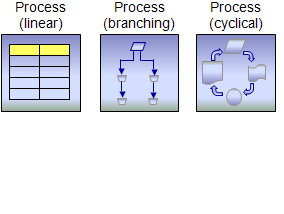 Process
(linear)
Process
(branching)
Process
(cyclical)